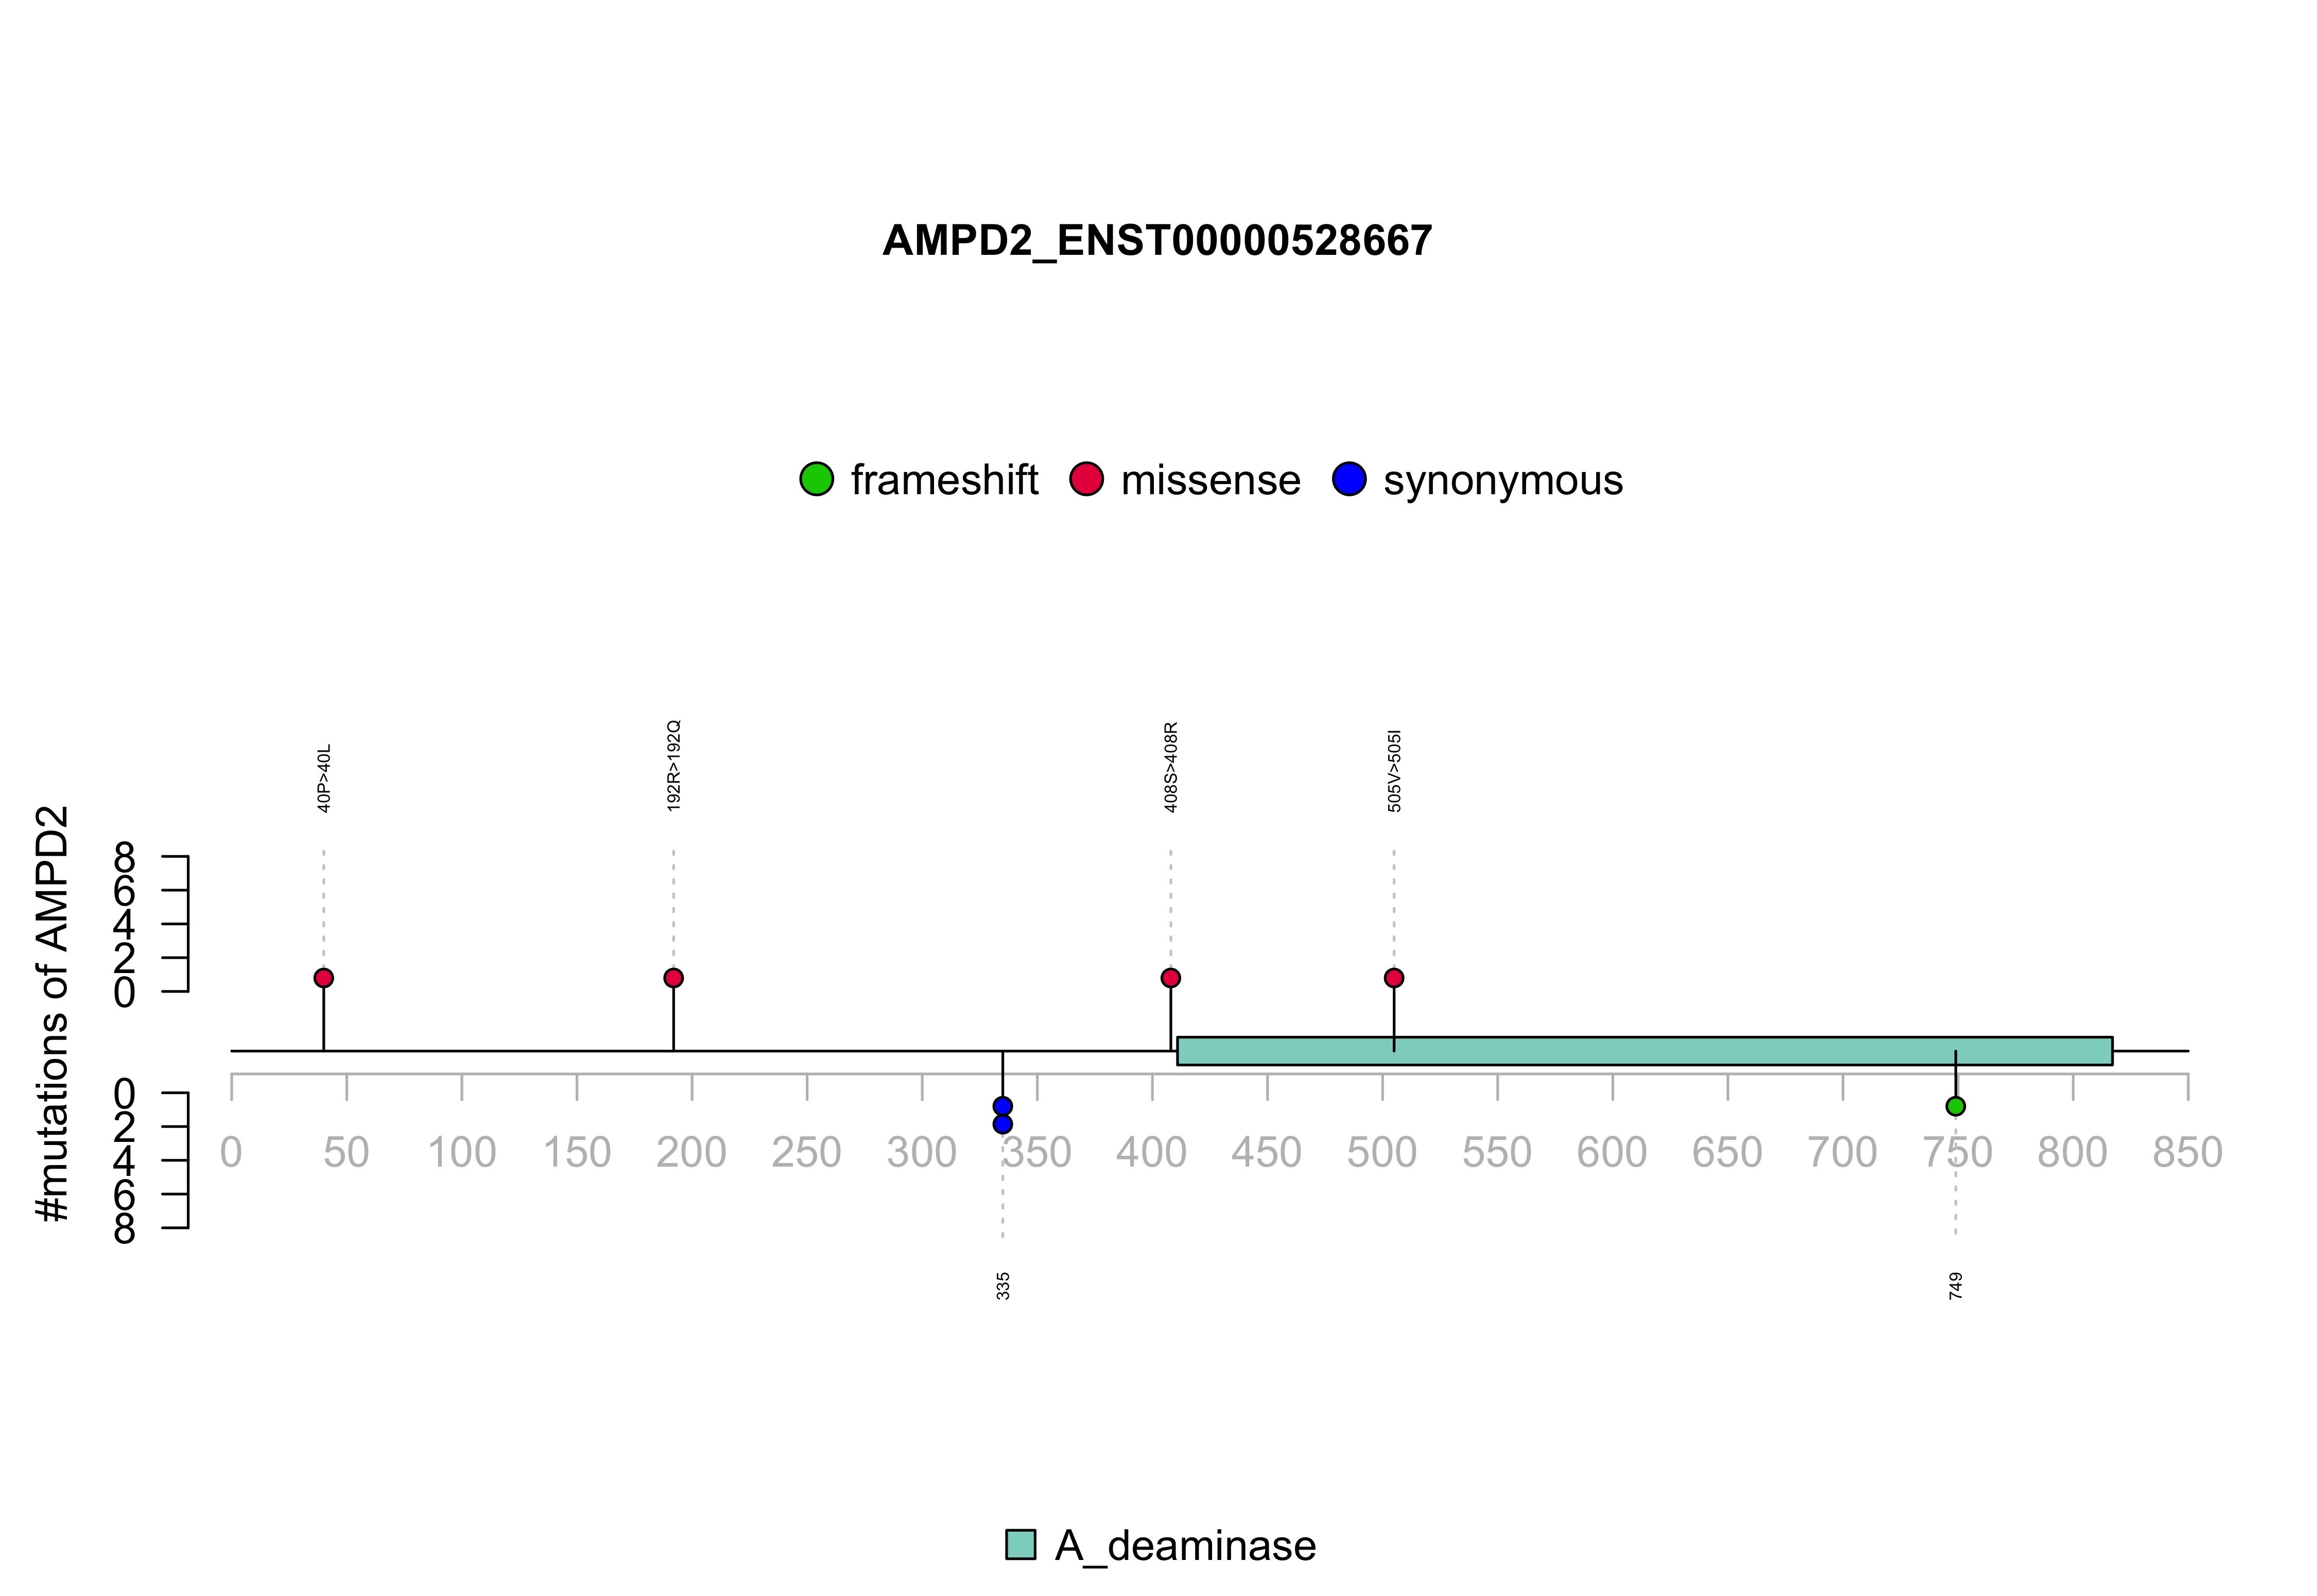 AMPD2_ENST00000528667
frameshift missense synonymous
40P>40L
192R>192Q
408S>408R
505V>505I
#mutations of AMPD2
8
6
4
2
0
0
2
4
6
8
0 50 100 150 200 250 300 350 400 450 500 550 600 650 700 750 800 850
335
749
A_deaminase